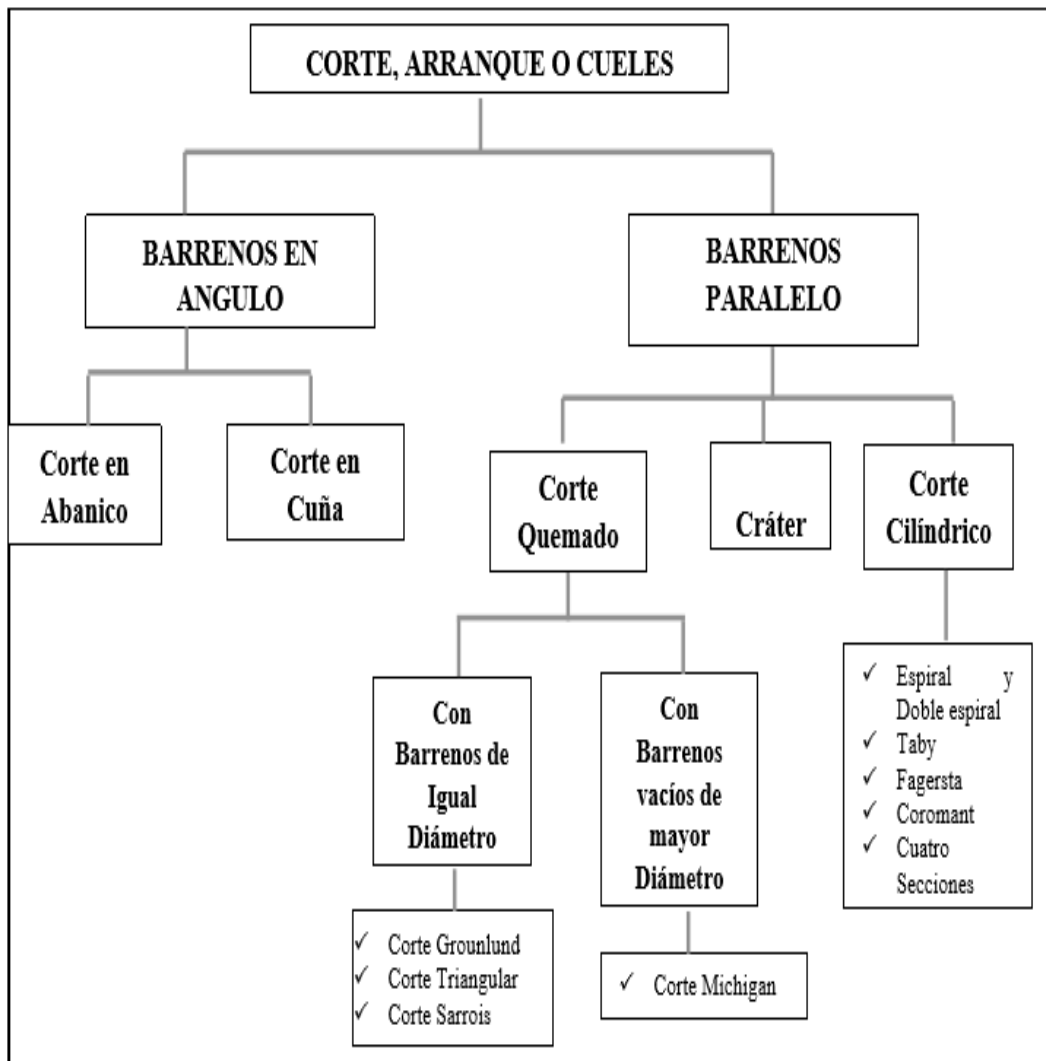 CORTE, ARRANQUE O CUELES
BARRENOS EN
ANGULO
BARRENOS
PARALELO
Corte en
Abanico
Corte en
Cuña
Corte
Quemado
Cráter
Corte
Cilíndrico
Con
Barrenos de
Igual
Diámetro
Con
Barrenos
vacíos de
mayor
Diámetro
✓ Espiral y
Doble espiral
✓ Taby
✓ Fagersta
✓ Coromant
✓ Cuatro
Secciones
✓ Corte Grounlund
✓ Corte Triangular
✓ Corte Sarrois
✓ Corte Michigan